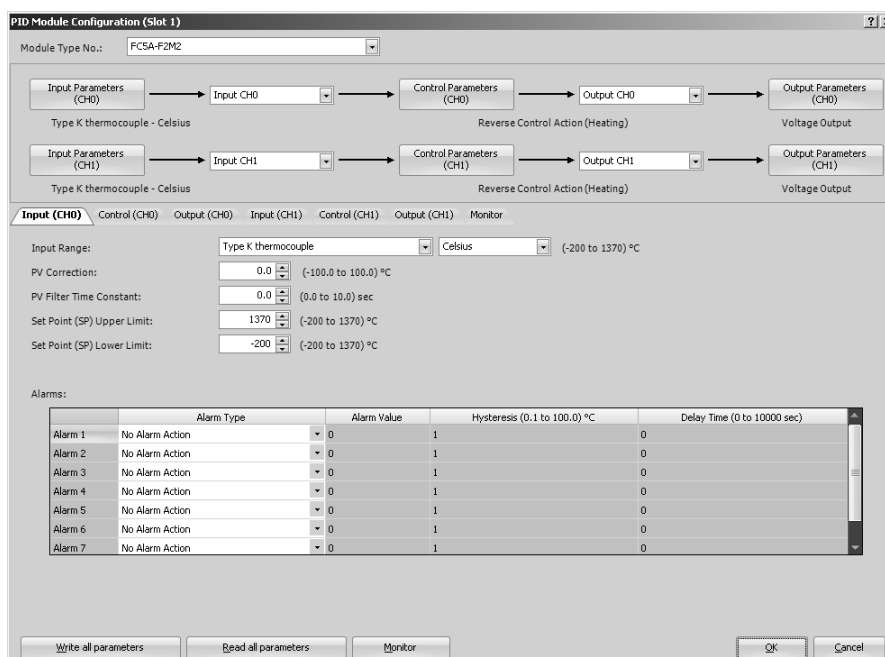 PID Module Configuration (Slot 1)
Module Type No.: FC5A-F2M2
Input Parameters (CH0) Input CH0 Control Parameters (CH0) Output CH0 Output Parameters (CH0)
Type K thermocouple - Celsius Reverse Control Action (Heating) Voltage Output
Input Parameters (CH1) Input CH1 Control Parameters (CH1) Output CH1 Output Parameters (CH1)
Type K thermocouple - Celsius Reverse Control Action (Heating) Voltage Output
Input (CH0) Control (CH0) Output (CH0) Input (CH1) Control (CH1) Output (CH1) Monitor
Input Range: Type K thermocouple Celsius (-200 to 1370) °C
PV Correction: 0.0 (-100.0 to 100.0) °C
PV Filter Time Constant: 0.0 (0.0 to 10.0) sec
Set Point (SP) Upper Limit: 1370 (-200 to 1370) °C
Set Point (SP) Lower Limit: -200 (-200 to 1370) °C
Alarms:
Alarm Type Alarm Value Hysteresis (0.1 to 100.0) °C Delay Time (0 to 10000 sec)
Alarm 1 No Alarm Action 0 1 0
Alarm 2 No Alarm Action 0 1 0
Alarm 3 No Alarm Action 0 1 0
Alarm 4 No Alarm Action 0 1 0
Alarm 5 No Alarm Action 0 1 0
Alarm 6 No Alarm Action 0 1 0
Alarm 7 No Alarm Action 0 1 0
Write all parameters Read all parameters Monitor OK Cancel